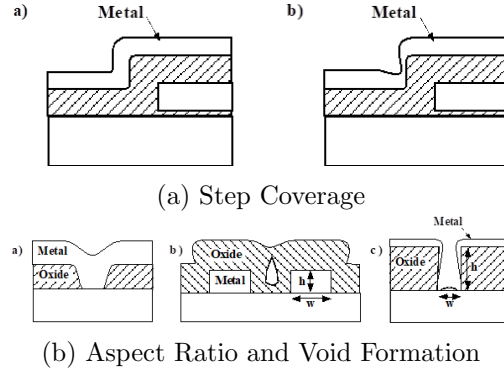 a) Metal b) Metal
(a) Step Coverage
a) Metal Oxide b) Oxide Metal h w c) Metal Oxide h w
(b) Aspect Ratio and Void Formation